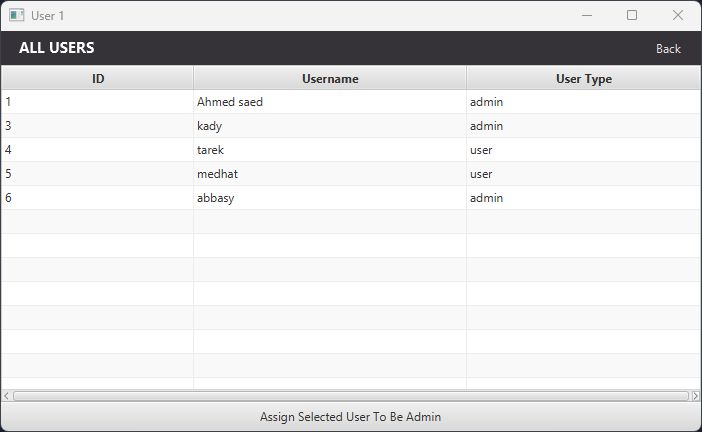 User 1
ALL USERS Back
ID Username User Type
1 Ahmed saed admin
3 kady admin
4 tarek user
5 medhat user
6 abbasy admin
Assign Selected User To Be Admin